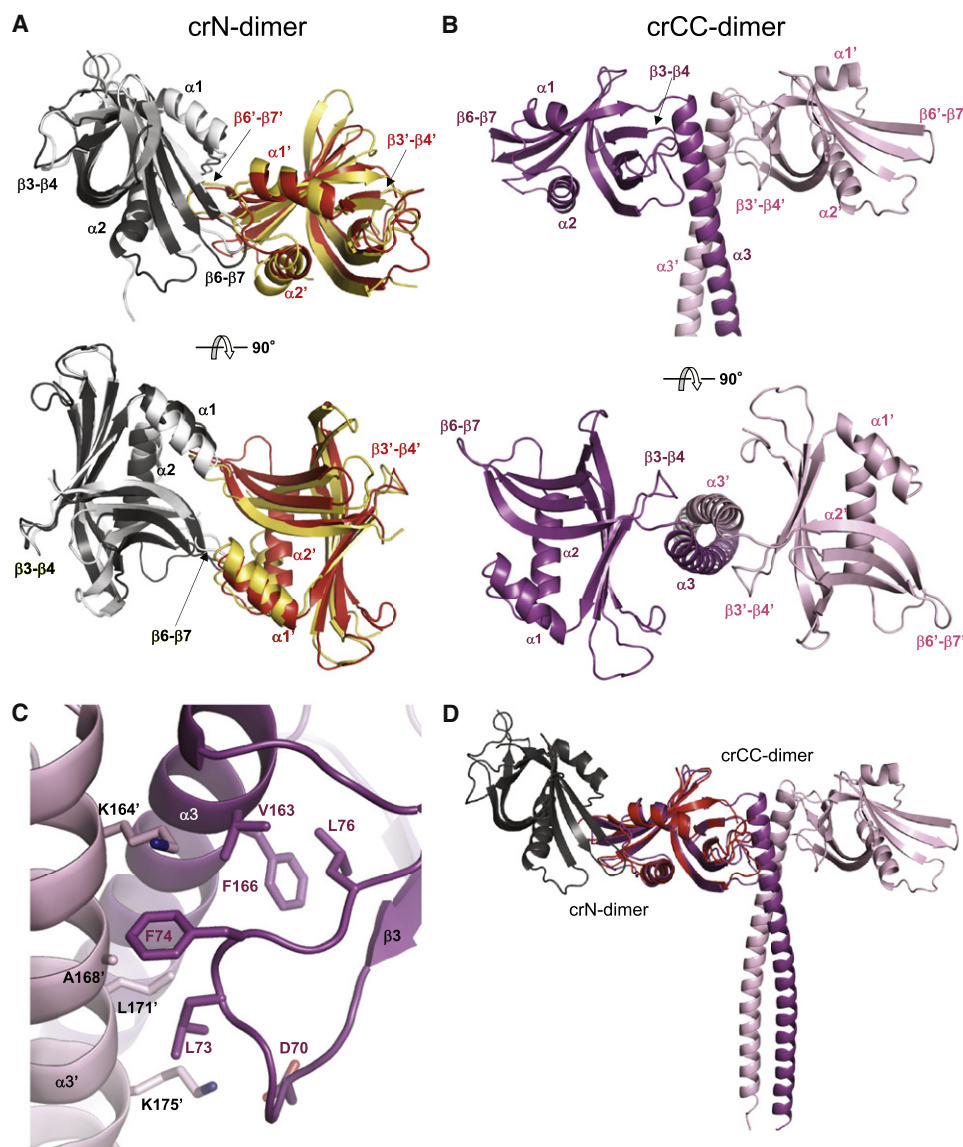 A
crN-dimer
α1
β6’-β7’
α1’
β3’-β4’
β3-β4
α2
β6-β7
α2’
90°
α1
α2
β3’-β4’
β3-β4
α2’
β6-β7
α1’
B
crCC-dimer
β3-β4
α1’
α1
β6-β7
β6’-β7’
α2
β3’-β4’
α2’
α3’
α3
90°
β6-β7
β3-β4
α1’
α3’
α2
α2’
α3
β3’-β4’
α1
β6’-β7’
C
α3
K164’
V163
L76
F166
F74
β3
A168’
L171’
L73
D70
α3’
K175’
D
crCC-dimer
crN-dimer